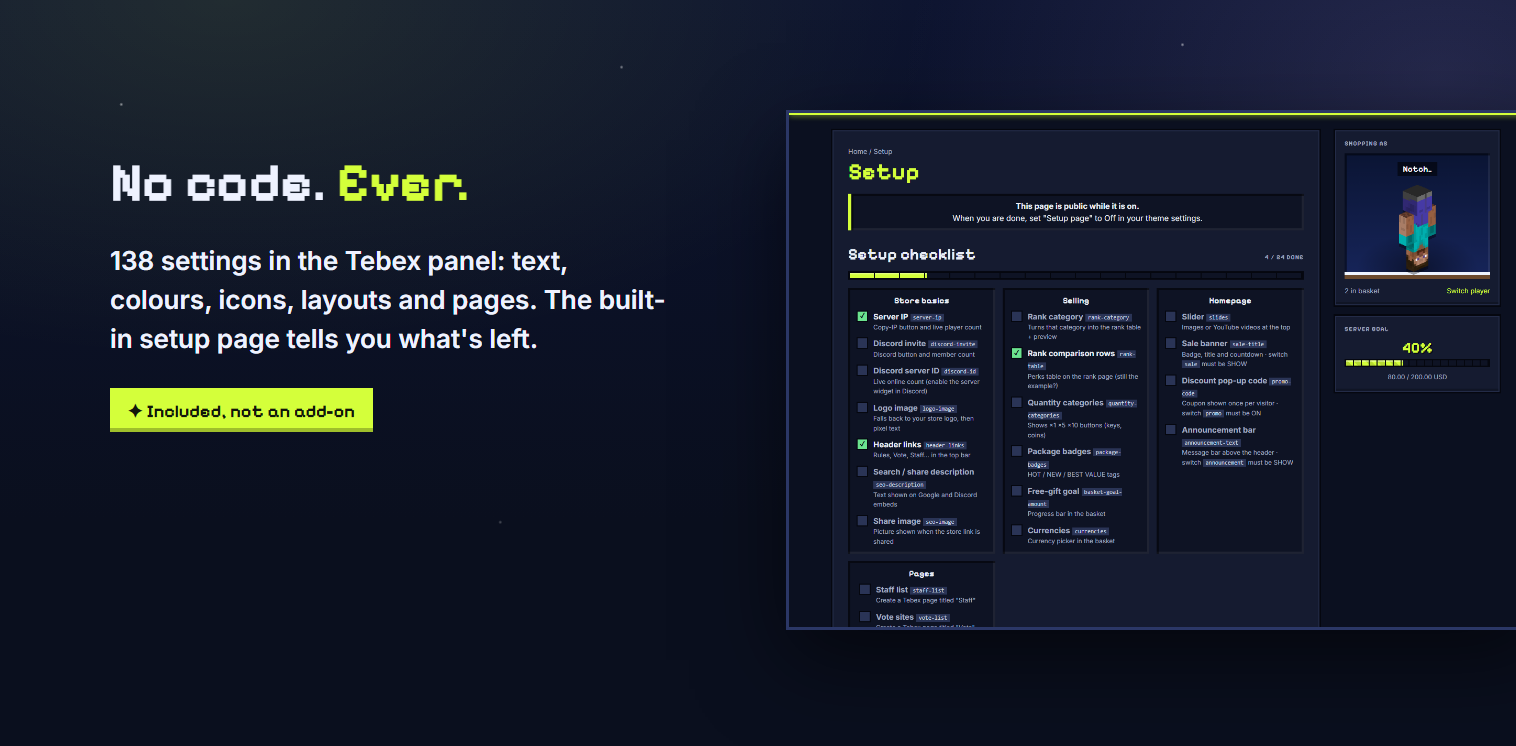 No code. Ever.
138 settings in the Tebex panel: text,
colours, icons, layouts and pages. The built-
in setup page tells you what's left.
✦ Included, not an add-on
Home / Setup
Setup
This page is public while it is on.
When you are done, set "Setup page" to Off in your theme settings.
Setup checklist
4 / 24 DONE
Store basics
✓ Server IP server-ip
Copy-IP button and live player count
Discord invite discord-invite
Discord button and member count
Discord server ID discord-id
Live online count (enable the server
widget in Discord)
Logo image logo-image
Falls back to your store logo, then
pixel text
✓ Header links header-links
Rules, Vote, Staff... in the top bar
Search / share description
seo-description
Text shown on Google and Discord
embeds
Share image seo-image
Picture shown when the store link is
shared
Selling
Rank category rank-category
Turns that category into the rank table
+ preview
✓ Rank comparison rows rank-
table
Perks table on the rank page (still the
example?)
Quantity categories quantity-
categories
Shows ×1 ×5 ×10 buttons (keys,
coins)
Package badges package-
badges
HOT / NEW / BEST VALUE tags
Free-gift goal basket-goal-
amount
Progress bar in the basket
Currencies currencies
Currency picker in the basket
Homepage
Slider slides
Images or YouTube videos at the top
Sale banner sale-title
Badge, title and countdown · switch
sale must be SHOW
Discount pop-up code promo-
code
Coupon shown once per visitor ·
switch promo must be ON
Announcement bar
announcement-text
Message bar above the header ·
switch announcement must be SHOW
Pages
Staff list staff-list
Create a Tebex page titled "Staff"
Vote sites vote-list
Create a Tebex page titled "Vote"
SHOPPING AS
Notch_
2 in basket
Switch player
SERVER GOAL
40%
80.00 / 200.00 USD